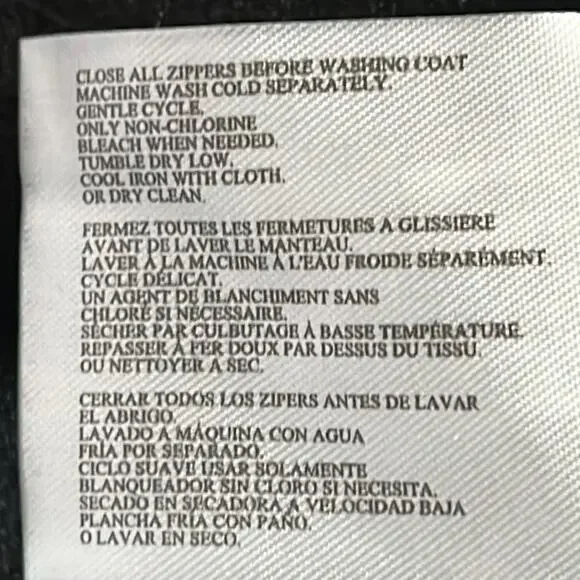 CLOSE ALL ZIPPERS BEFORE WASHING COAT
MACHINE WASH COLD SEPARATELY.
GENTLE CYCLE,
ONLY NON-CHLORINE
BLEACH WHEN NEEDED.
TUMBLE DRY LOW,
COOL IRON WITH CLOTH.
OR DRY CLEAN.
FERMEZ TOUTES LES FERMETURES A GLISSIERE
AVANT DE LAVER LE MANTEAU.
LAVER À LA MACHINE À L'EAU FROIDE SÉPARÉMENT.
CYCLE DÉLICAT.
UN AGENT DE BLANCHIMENT SANS
CHLORE SI NÉCESSAIRE.
SÉCHER PAR CULBUTAGE À BASSE TEMPÉRATURE.
REPASSER À FER DOUX PAR DESSUS DU TISSU.
OU NETTOYER A SEC.
CERRAR TODOS LOS ZIPERS ANTES DE LAVAR
EL ABRIGO.
LAVADO A MÁQUINA CON AGUA
FRÍA POR SEPARADO.
CICLO SUAVE USAR SOLAMENTE
BLANQUEADOR SIN CLORO SI NECESITA.
SECADO EN SECADORA A VELOCIDAD BAJA
PLANCHA FRÍA CON PAÑO.
O LAVAR EN SECO.